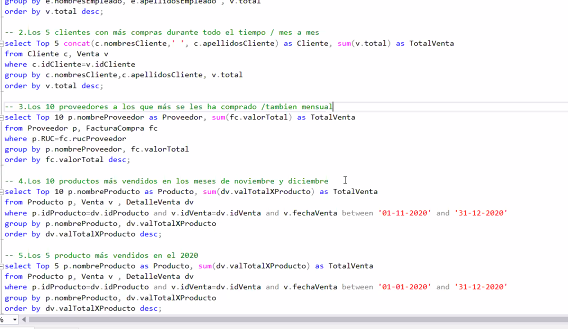 group by e.nombresEmpleado, e.apellidosEmpleado , v.total
order by v.total desc;
-- 2.Los 5 clientes con más compras durante todo el tiempo / mes a mes
select Top 5 concat(c.nombresCliente,' ', c.apellidosCliente) as Cliente, sum(v.total) as TotalVenta
from Cliente c, Venta v
where c.idCliente=v.idCliente
group by c.nombresCliente,c.apellidosCliente, v.total
order by v.total desc;
-- 3.Los 10 proveedores a los que más se les ha comprado /tambien mensual
select Top 10 p.nombreProveedor as Proveedor, sum(fc.valorTotal) as TotalVenta
from Proveedor p, FacturaCompra fc
where p.RUC=fc.rucProveedor
group by p.nombreProveedor, fc.valorTotal
order by fc.valorTotal desc;
-- 4.Los 10 productos más vendidos en los meses de noviembre y diciembre
select Top 10 p.nombreProducto as Producto, sum(dv.valTotalXProducto) as TotalVenta
from Producto p, Venta v , DetalleVenta dv
where p.idProducto=dv.idProducto and v.idVenta=dv.idVenta and v.fechaVenta between '01-11-2020' and '31-12-2020'
group by p.nombreProducto, dv.valTotalXProducto
order by dv.valTotalXProducto desc;
-- 5.Los 5 producto más vendidos en el 2020
select Top 5 p.nombreProducto as Producto, sum(dv.valTotalXProducto) as TotalVenta
from Producto p, Venta v , DetalleVenta dv
where p.idProducto=dv.idProducto and v.idVenta=dv.idVenta and v.fechaVenta between '01-01-2020' and '31-12-2020'
group by p.nombreProducto, dv.valTotalXProducto
order by dv.valTotalXProducto desc;
%